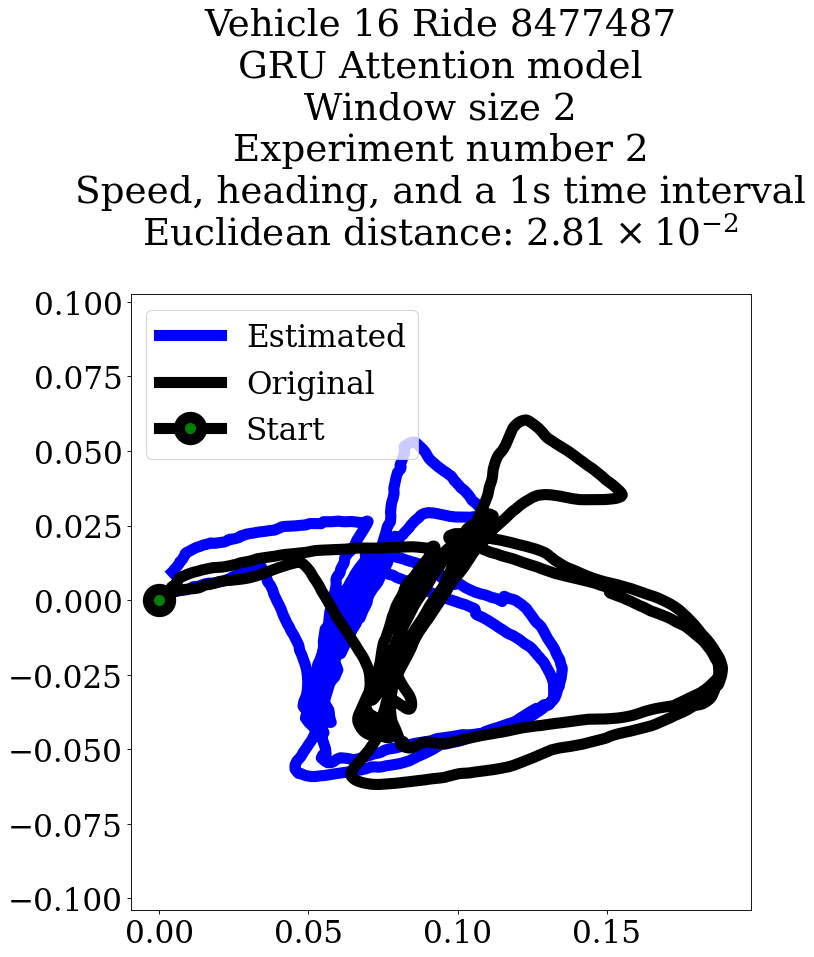 Vehicle 16 Ride 8477487
GRU Attention model
Window size 2
Experiment number 2
Speed, heading, and a 1s time interval
Euclidean distance: 2.81 × 10⁻²
0.100
0.075
0.050
0.025
0.000
−0.025
−0.050
−0.075
−0.100
Estimated
Original
Start
0.00 0.05 0.10 0.15